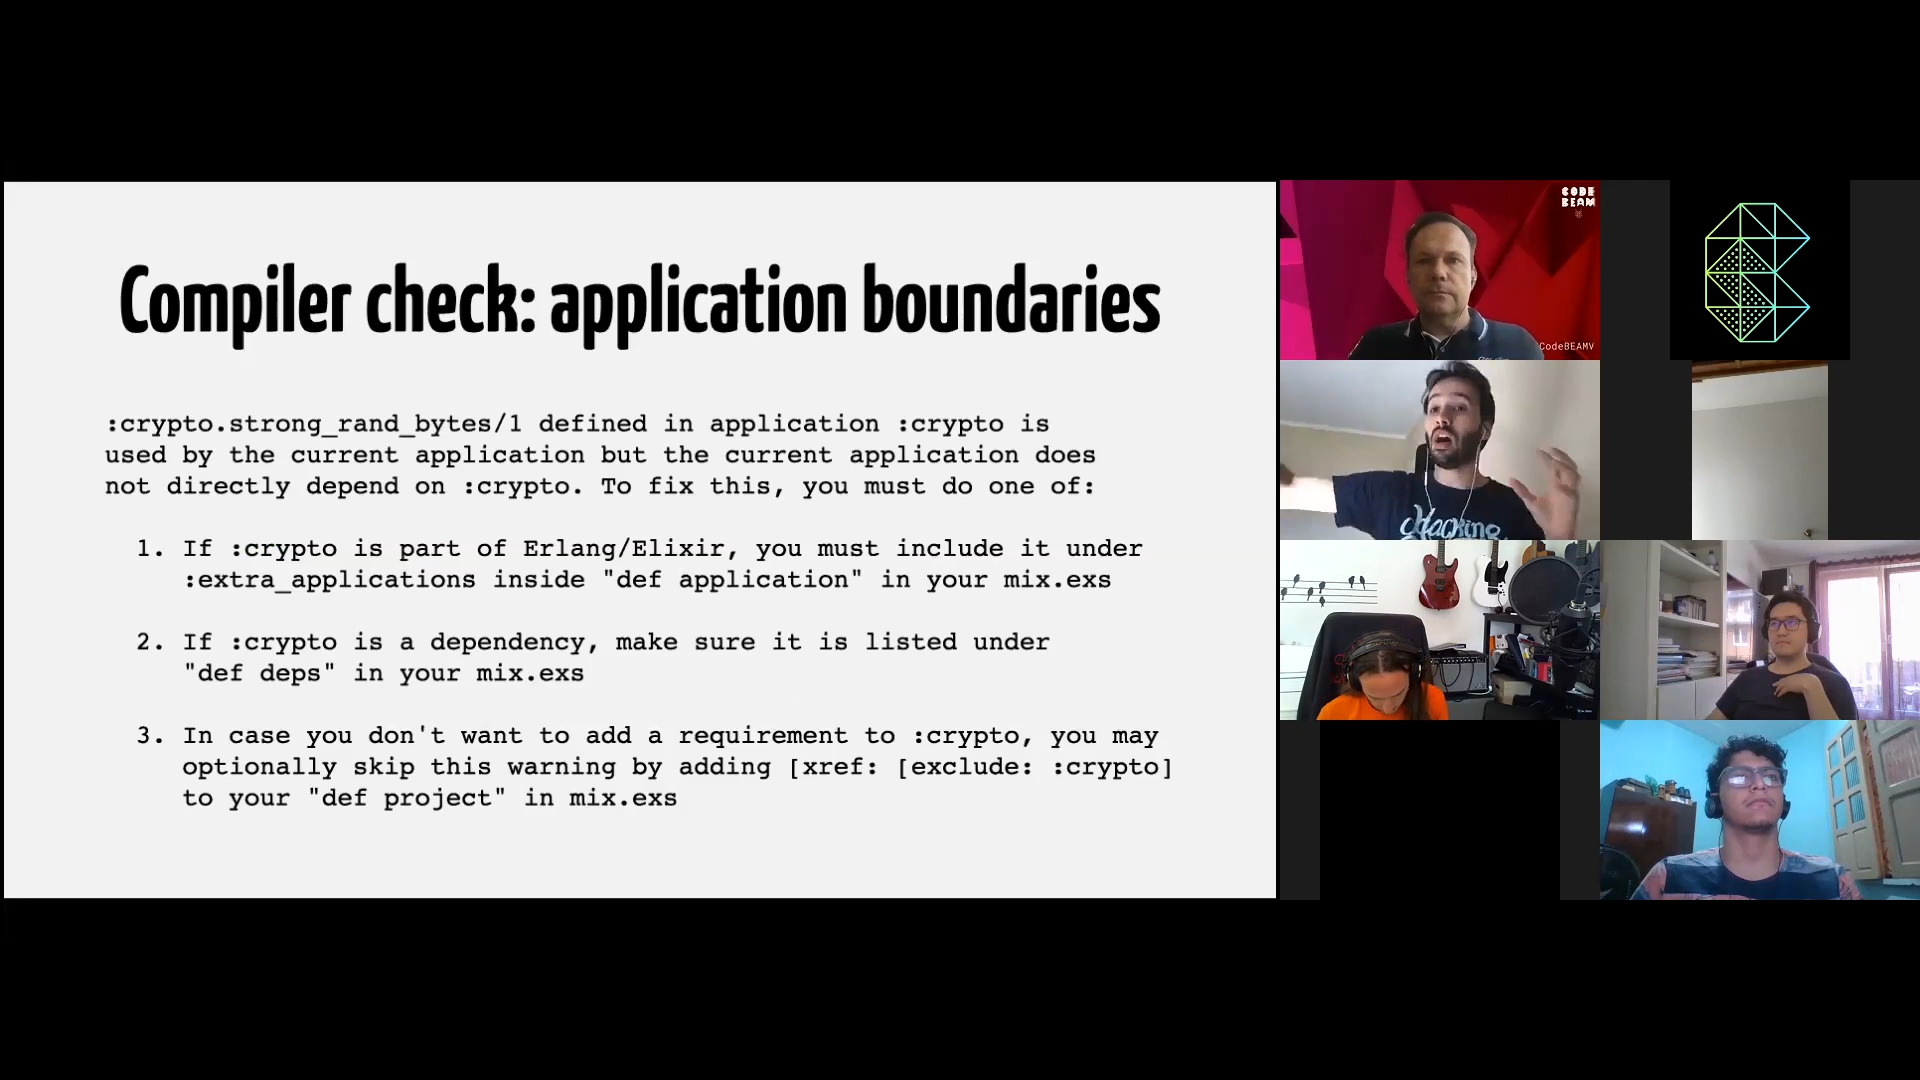 Compiler check: application boundaries
:crypto.strong_rand_bytes/1 defined in application :crypto is
used by the current application but the current application does
not directly depend on :crypto. To fix this, you must do one of:
1. If :crypto is part of Erlang/Elixir, you must include it under
:extra_applications inside "def application" in your mix.exs
2. If :crypto is a dependency, make sure it is listed under
"def deps" in your mix.exs
3. In case you don't want to add a requirement to :crypto, you may
optionally skip this warning by adding [xref: [exclude: :crypto]
to your "def project" in mix.exs
CODE
BEAM
CodeBEAMV
Hacking